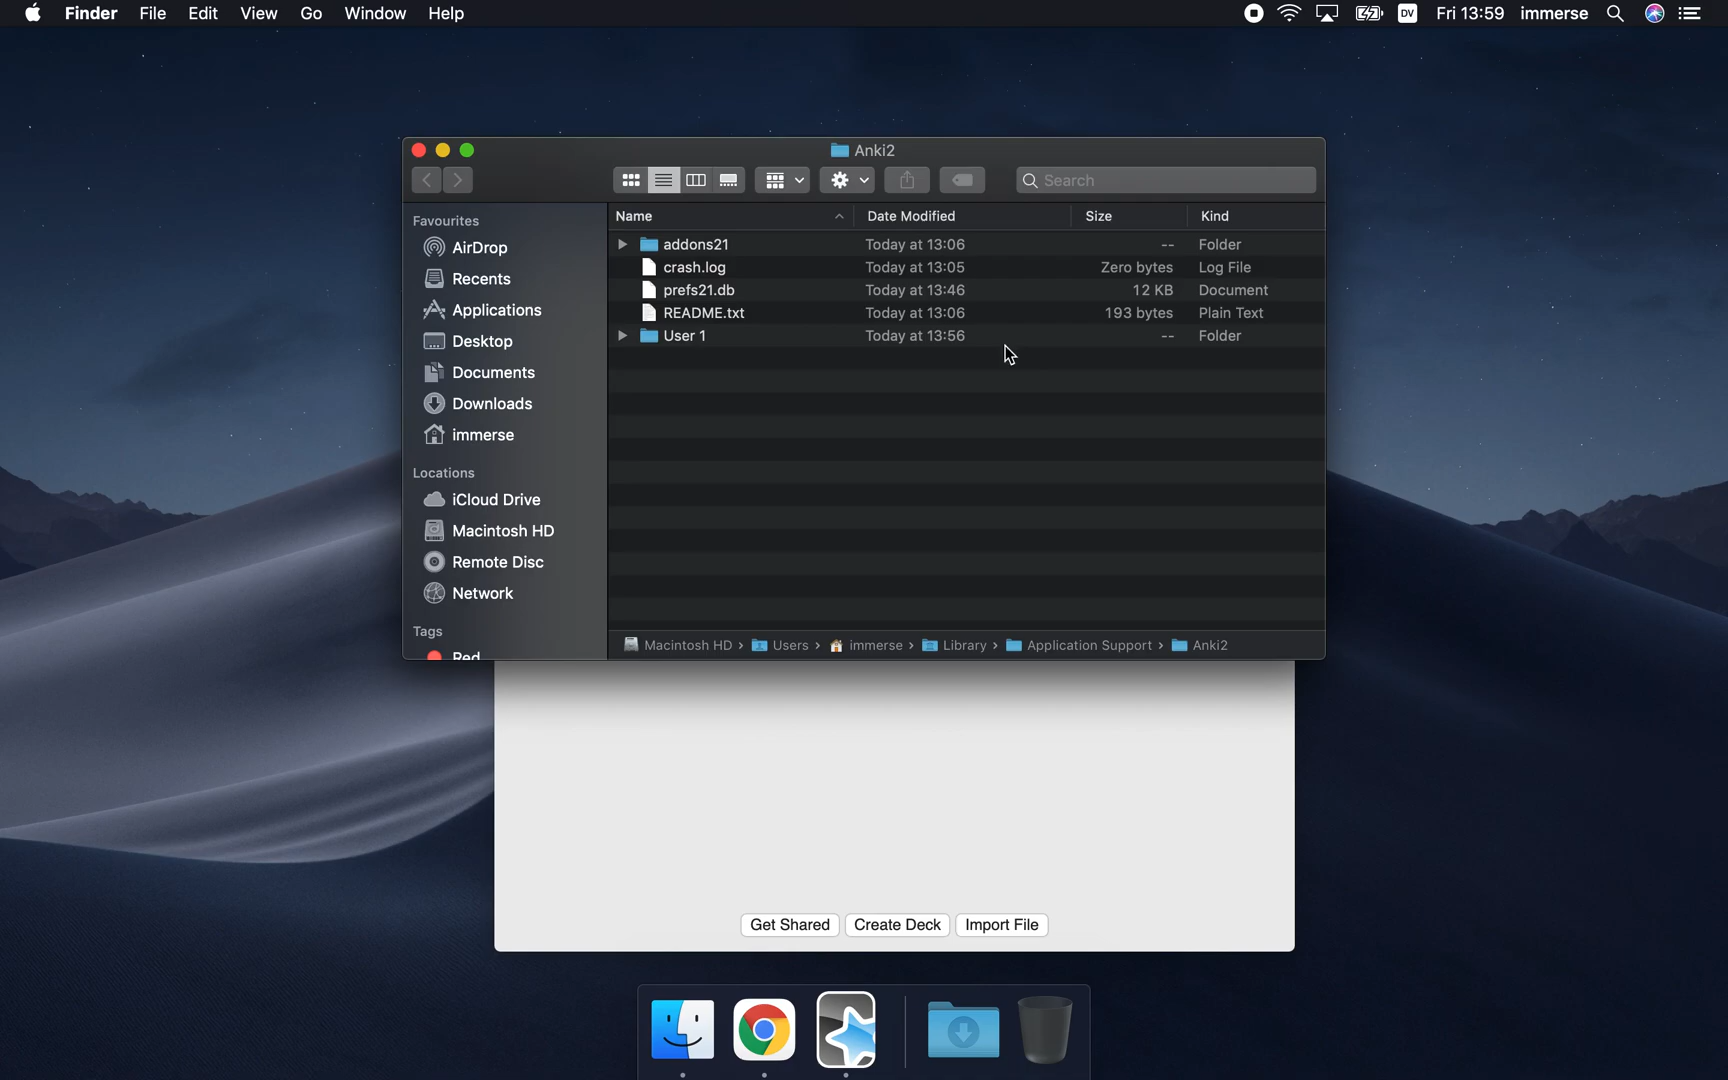 Finder File Edit View Go Window Help DV Fri 13:59 immerse
Anki2
Search
Favourites
AirDrop
Recents
Applications
Desktop
Documents
Downloads
immerse
Locations
iCloud Drive
Macintosh HD
Remote Disc
Network
Tags
Red
Name Date Modified Size Kind
addons21 Today at 13:06 -- Folder
crash.log Today at 13:05 Zero bytes Log File
prefs21.db Today at 13:46 12 KB Document
README.txt Today at 13:06 193 bytes Plain Text
User 1 Today at 13:56 -- Folder
Macintosh HD › Users › immerse › Library › Application Support › Anki2
Get Shared Create Deck Import File